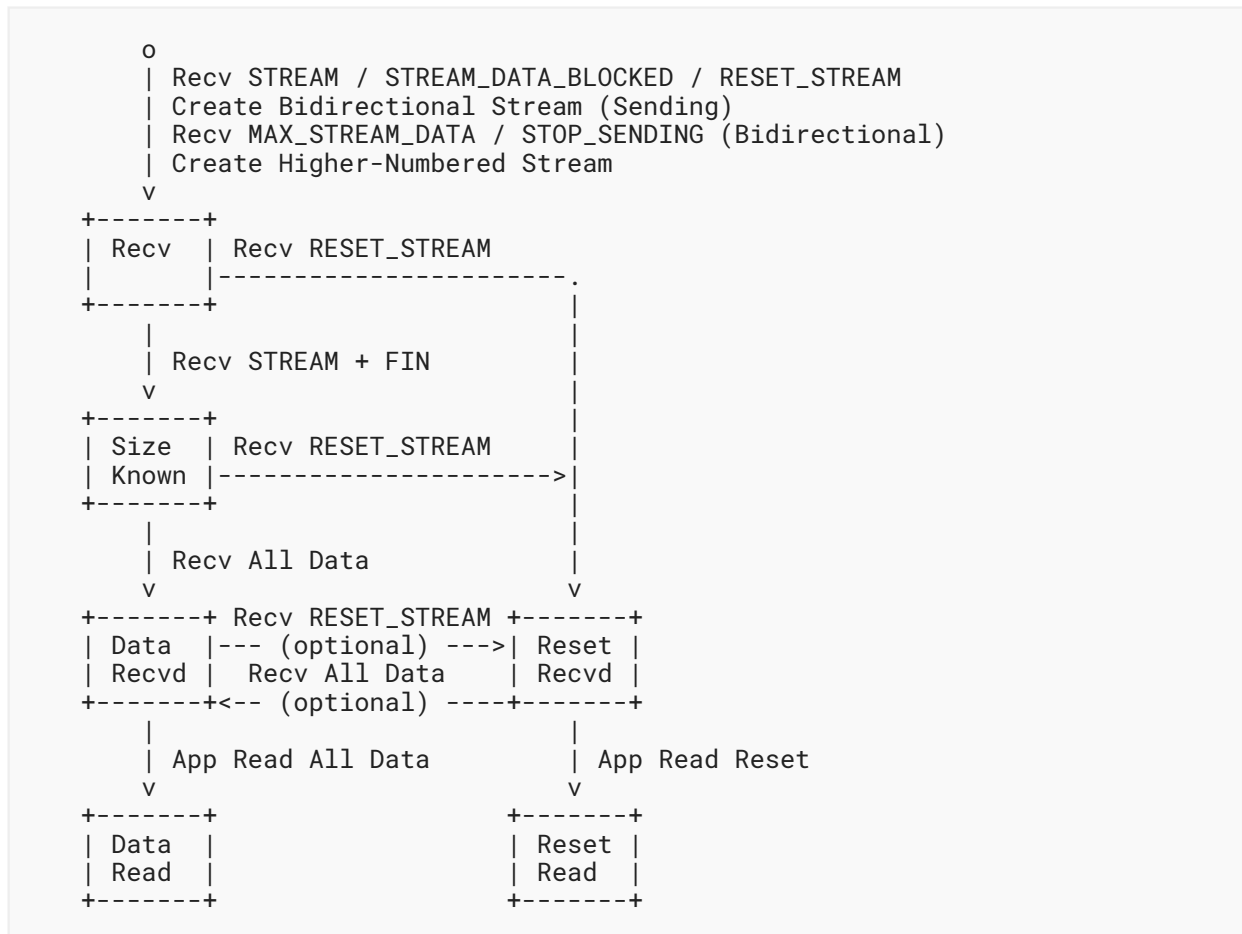 o
| Recv STREAM / STREAM_DATA_BLOCKED / RESET_STREAM
| Create Bidirectional Stream (Sending)
| Recv MAX_STREAM_DATA / STOP_SENDING (Bidirectional)
| Create Higher-Numbered Stream
v
+-------+
| Recv  | Recv RESET_STREAM
|       |-----------------------.
+-------+                       |
|                           |
| Recv STREAM + FIN         |
v                           |
+-------+                       |
| Size  | Recv RESET_STREAM     |
| Known |---------------------->|
+-------+                       |
|                           |
| Recv All Data             |
v                           v
+-------+ Recv RESET_STREAM +-------+
| Data  |--- (optional) --->| Reset |
| Recvd |  Recv All Data    | Recvd |
+-------+<-- (optional) ----+-------+
|                           |
| App Read All Data         | App Read Reset
v                           v
+-------+                   +-------+
| Data  |                   | Reset |
| Read  |                   | Read  |
+-------+                   +-------+